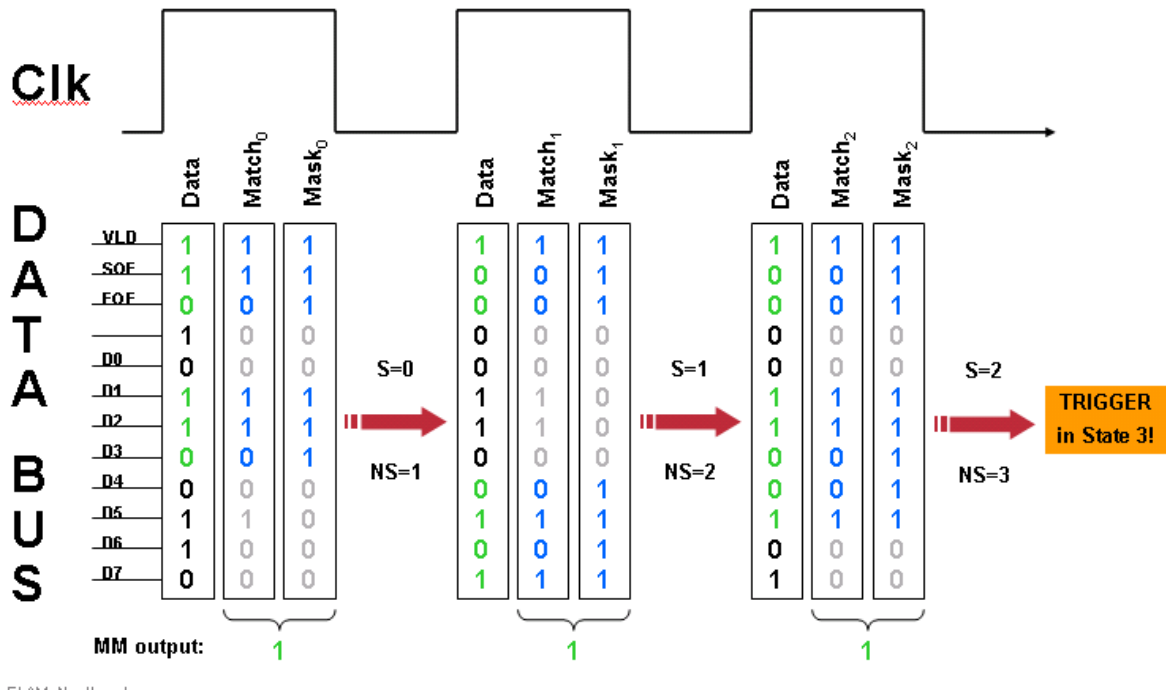 Clk
Data Match0 Mask0 Data Match1 Mask1 Data Match2 Mask2
DATA BUS
VLD 1 1 1 1 1 1 1 1 1
SOF 1 1 1 0 0 1 0 0 1
EOF 0 0 1 0 0 1 0 0 1
1 0 0 0 0 0 0 0 0
D0 0 0 0 0 0 0 0 0 0
D1 1 1 1 1 1 0 1 1 1
D2 1 1 1 1 1 0 1 1 1
D3 0 0 1 0 0 0 0 0 1
D4 0 0 0 0 0 1 0 0 1
D5 1 1 0 1 1 1 1 1 1
D6 1 0 0 0 0 1 0 0 0
D7 0 0 0 1 1 1 1 0 0
S=0 S=1 S=2
NS=1 NS=2 NS=3
TRIGGER
in State 3!
MM output: 1 1 1